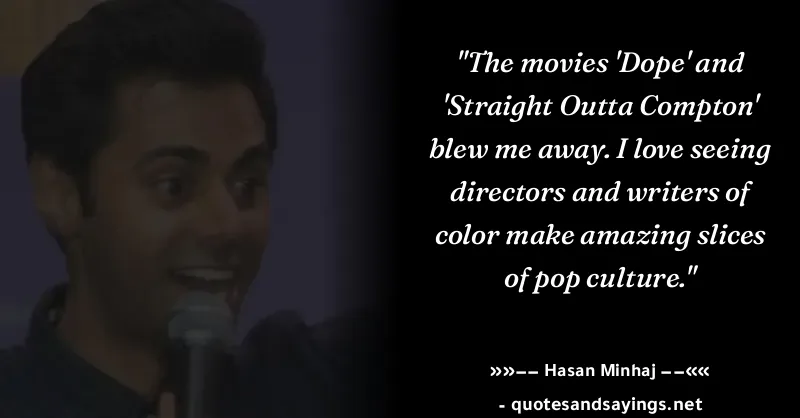 "The movies 'Dope' and
'Straight Outta Compton'
blew me away. I love seeing
directors and writers of
color make amazing slices
of pop culture."
»»−− Hasan Minhaj −−««
- quotesandsayings.net